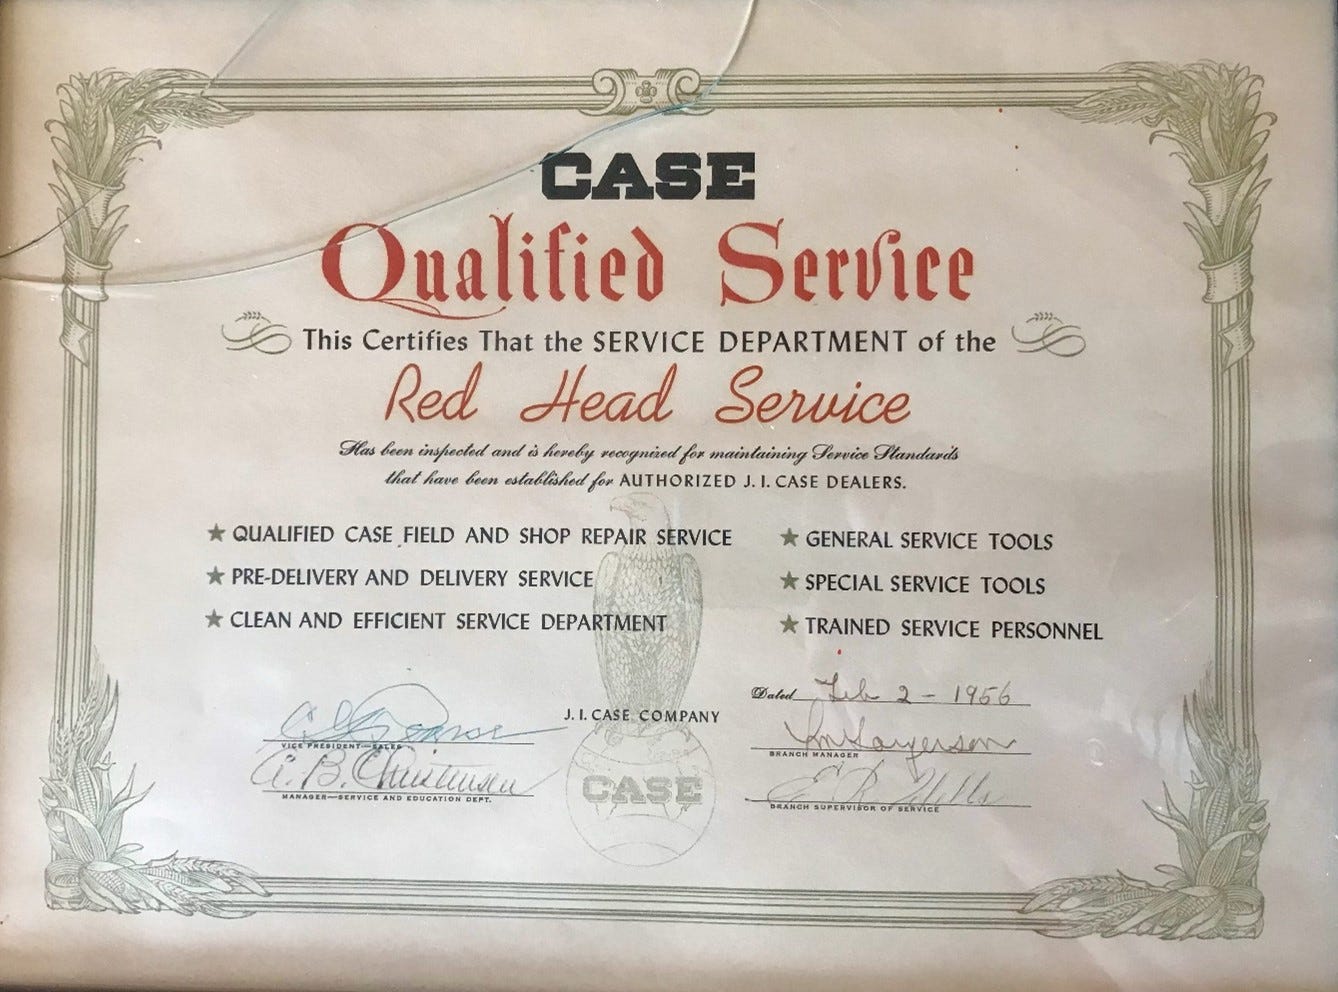 CASE
Qualified Service
This Certifies That the SERVICE DEPARTMENT of the
Red Head Service
Has been inspected and is hereby recognized for maintaining Service Standards
that have been established for AUTHORIZED J. I. CASE DEALERS.
★ QUALIFIED CASE FIELD AND SHOP REPAIR SERVICE
★ PRE-DELIVERY AND DELIVERY SERVICE
★ CLEAN AND EFFICIENT SERVICE DEPARTMENT
★ GENERAL SERVICE TOOLS
★ SPECIAL SERVICE TOOLS
★ TRAINED SERVICE PERSONNEL
Dated Feb 2 - 1956
J. I. CASE COMPANY
VICE PRESIDENT—SALES
A. B. Christensen
MANAGER—SERVICE AND EDUCATION DEPT.
CASE
BRANCH MANAGER
BRANCH SUPERVISOR OF SERVICE